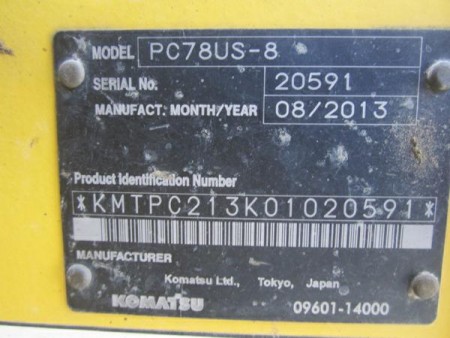 MODEL PC78US-8
SERIAL No. 20591
MANUFACT. MONTH/YEAR 08/2013
Product Identification Number
*KMTPC213K01020591*
MANUFACTURER
Komatsu Ltd., Tokyo, Japan
KOMATSU 09601-14000